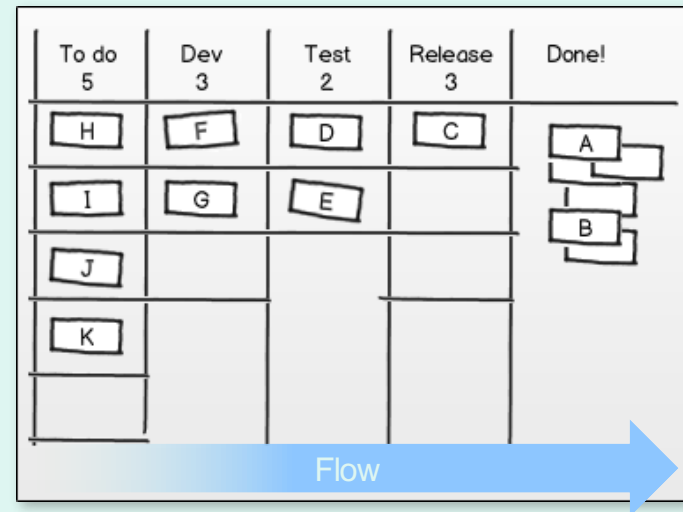 To do Dev Test Release Done!
5 3 2 3
H F D C A
I G E B
J
K
Flow